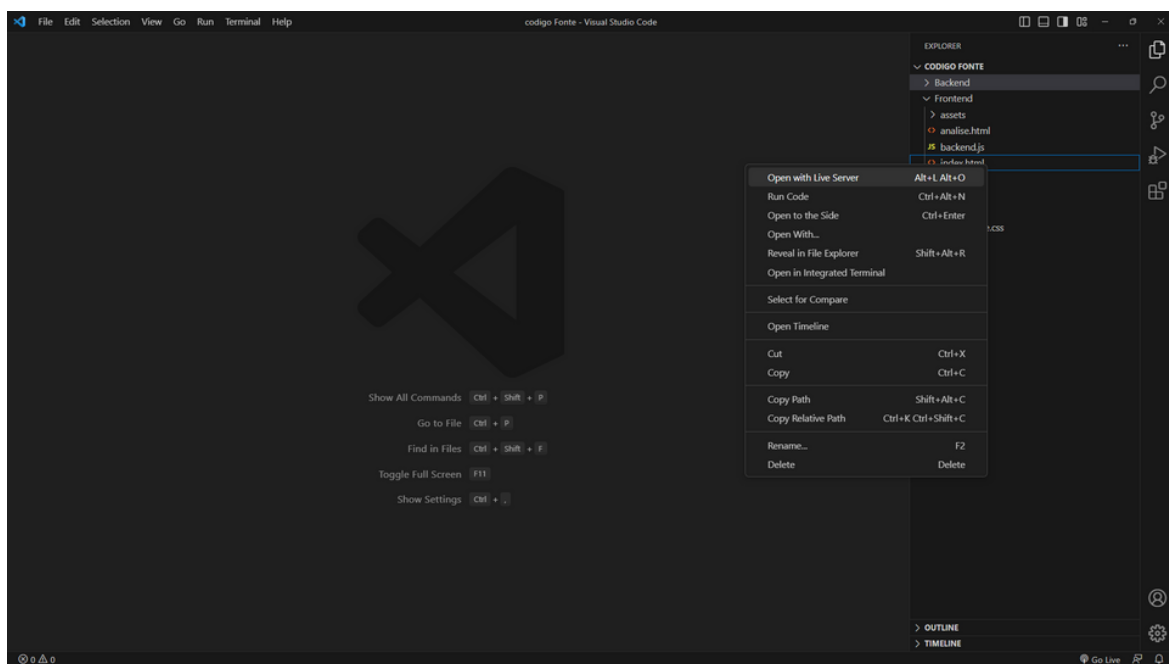 File Edit Selection View Go Run Terminal Help
codigo Fonte - Visual Studio Code
EXPLORER
CODIGO FONTE
Backend
Frontend
assets
analise.html
JS backend.js
index.html
.css
Open with Live Server Alt+L Alt+O
Run Code Ctrl+Alt+N
Open to the Side Ctrl+Enter
Open With...
Reveal in File Explorer Shift+Alt+R
Open in Integrated Terminal
Select for Compare
Open Timeline
Cut Ctrl+X
Copy Ctrl+C
Copy Path Shift+Alt+C
Copy Relative Path Ctrl+K Ctrl+Shift+C
Rename... F2
Delete Delete
Show All Commands Ctrl + Shift + P
Go to File Ctrl + P
Find in Files Ctrl + Shift + F
Toggle Full Screen F11
Show Settings Ctrl + ,
OUTLINE
TIMELINE
0 0
Go Live